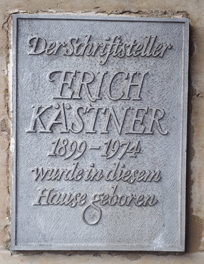 Der Schriftsteller
ERICH
KÄSTNER
1899–1974
wurde in diesem
Hause geboren